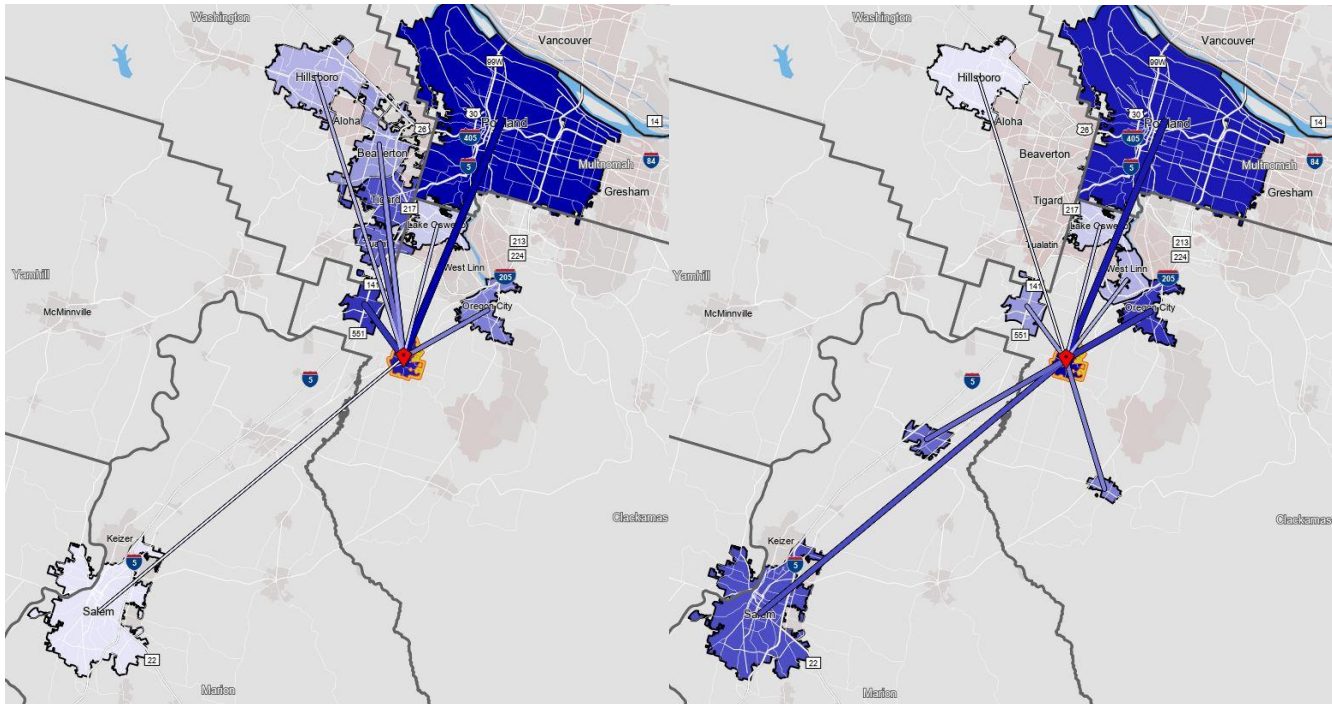 Washington
Vancouver
99W
Hillsboro
30
14
Aloha
26
405
Portland
Beaverton
5
Multnomah
84
Tigard
217
Gresham
Lake Oswego
213
Tualatin
224
Yamhill
West Linn
205
141
McMinnville
Oregon City
551
5
Clackamas
Keizer
5
Salem
22
Marion
Washington
Vancouver
99W
Hillsboro
30
14
Aloha
26
405
Portland
Beaverton
5
Multnomah
84
Tigard
217
Gresham
Lake Oswego
213
Tualatin
224
Yamhill
West Linn
205
141
McMinnville
Oregon City
551
5
Clackamas
Keizer
5
Salem
22
Marion